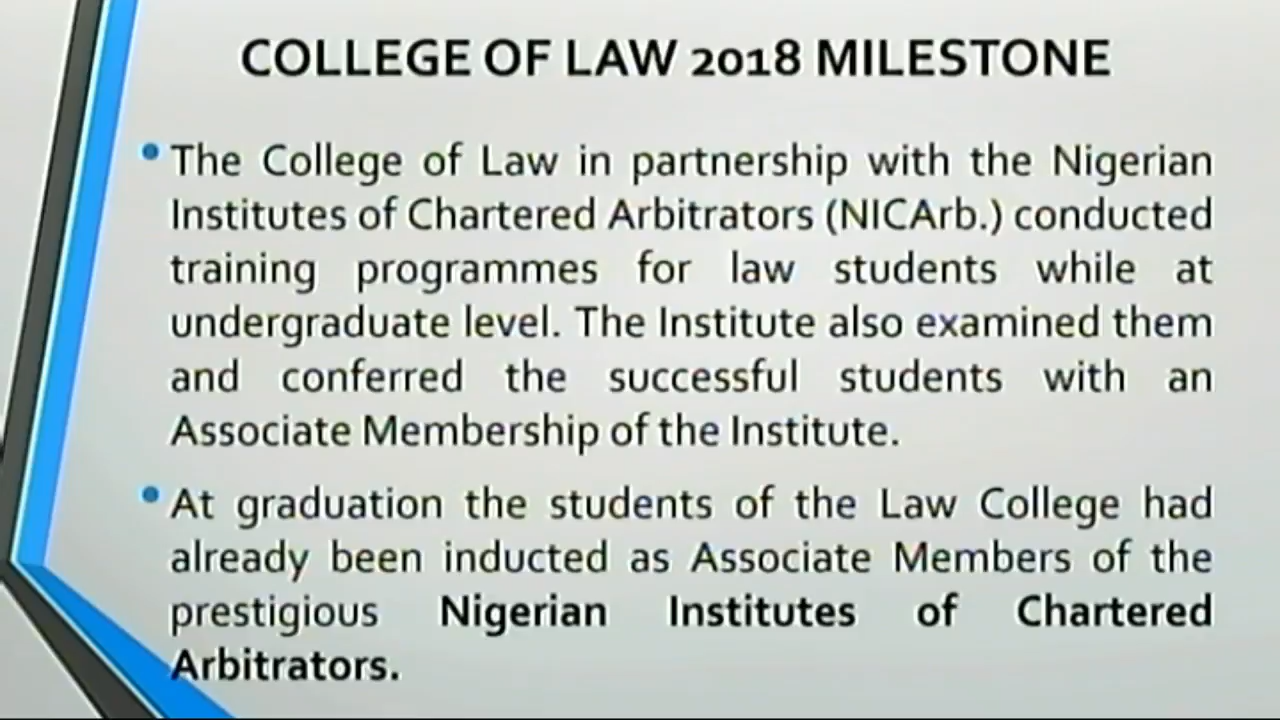 COLLEGE OF LAW 2018 MILESTONE
• The College of Law in partnership with the Nigerian
Institutes of Chartered Arbitrators (NICArb.) conducted
training programmes for law students while at
undergraduate level. The Institute also examined them
and conferred the successful students with an
Associate Membership of the Institute.
• At graduation the students of the Law College had
already been inducted as Associate Members of the
prestigious Nigerian Institutes of Chartered
Arbitrators.